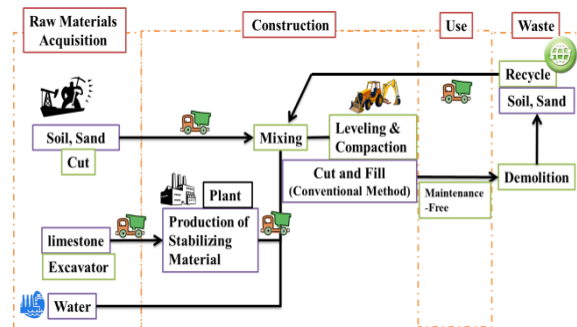 Raw Materials
Acquisition
Construction
Use
Waste
Recycle
Soil, Sand
Soil, Sand
Cut
Mixing
Leveling &
Compaction
Cut and Fill
(Conventional Method)
Maintenance
-Free
Demolition
Plant
Production of
Stabilizing
Material
limestone
Excavator
Water